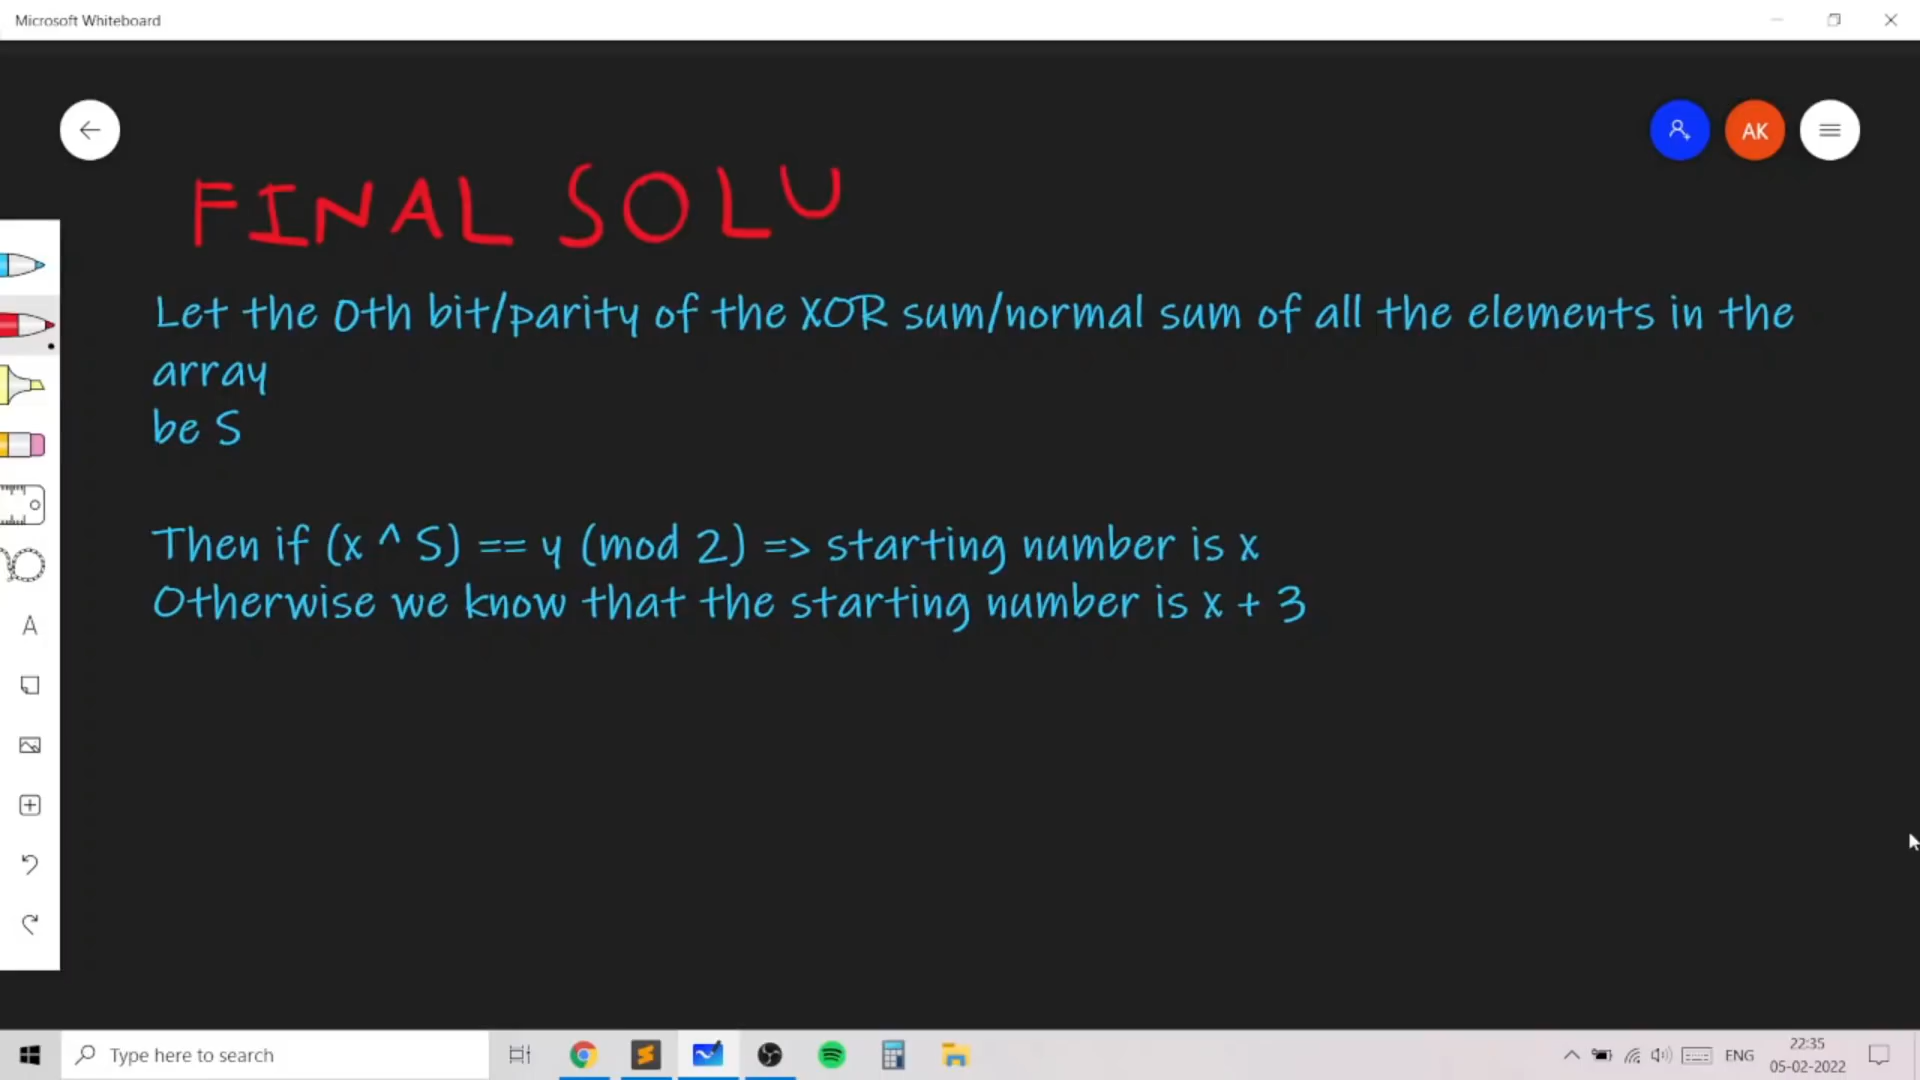 Microsoft Whiteboard
AK
FINAL SOLU
Let the 0th bit/parity of the XOR sum/normal sum of all the elements in the
array
be S
Then if (x ^ S) == y (mod 2) => starting number is x
Otherwise we know that the starting number is x + 3
A
Type here to search
ENG
22:35
05-02-2022